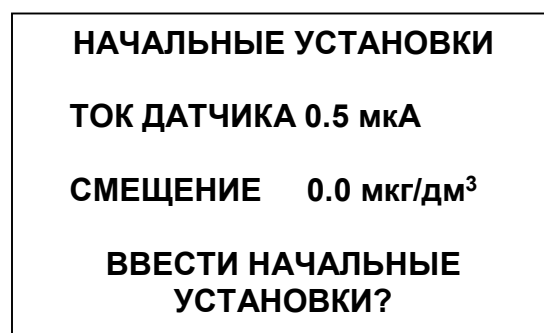 НАЧАЛЬНЫЕ УСТАНОВКИ
ТОК ДАТЧИКА 0.5 мкА
СМЕЩЕНИЕ 0.0 мкг/дм³
ВВЕСТИ НАЧАЛЬНЫЕ
УСТАНОВКИ?